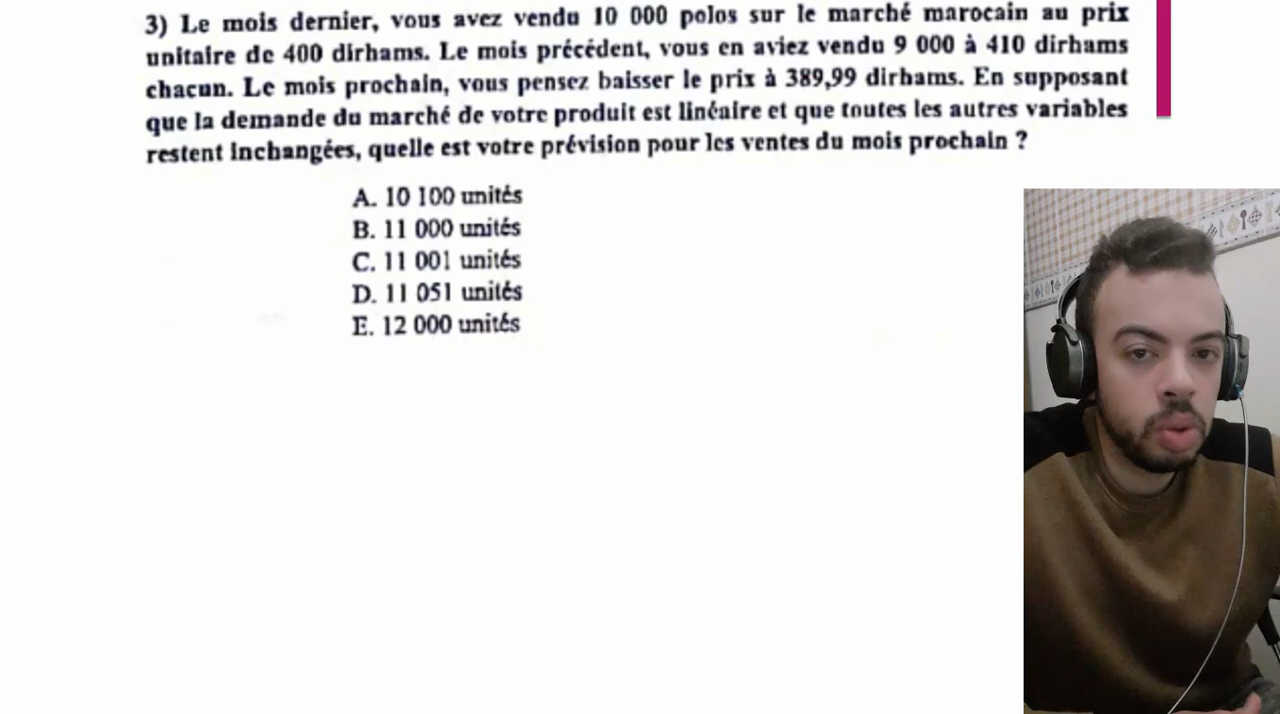 3) Le mois dernier, vous avez vendu 10 000 polos sur le marché marocain au prix
unitaire de 400 dirhams. Le mois précédent, vous en aviez vendu 9 000 à 410 dirhams
chacun. Le mois prochain, vous pensez baisser le prix à 389,99 dirhams. En supposant
que la demande du marché de votre produit est linéaire et que toutes les autres variables
restent inchangées, quelle est votre prévision pour les ventes du mois prochain ?
A. 10 100 unités
B. 11 000 unités
C. 11 001 unités
D. 11 051 unités
E. 12 000 unités